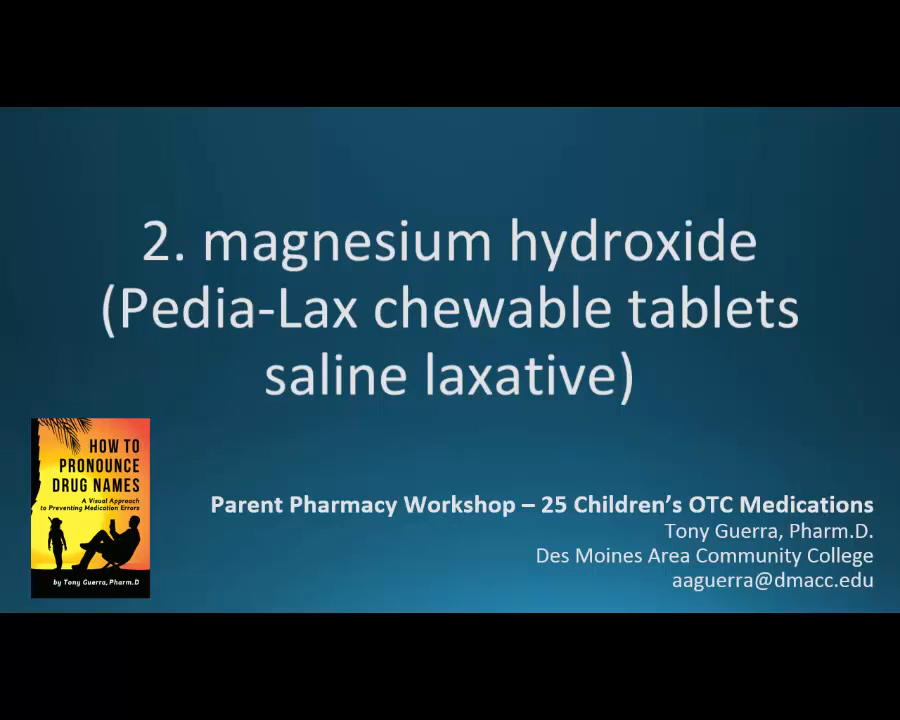 2. magnesium hydroxide
(Pedia-Lax chewable tablets
saline laxative)
HOW TO
PRONOUNCE
DRUG NAMES
A Visual Approach
to Preventing Medication Errors
by Tony Guerra, Pharm.D
Parent Pharmacy Workshop – 25 Children's OTC Medications
Tony Guerra, Pharm.D.
Des Moines Area Community College
aaguerra@dmacc.edu